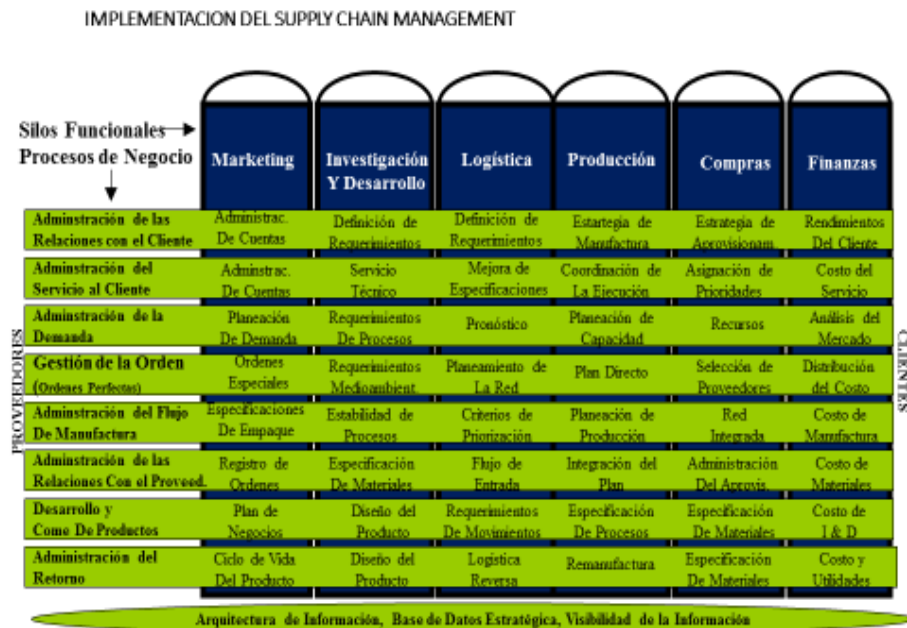 IMPLEMENTACION DEL SUPPLY CHAIN MANAGEMENT
Silos Funcionales
Procesos de Negocio
Marketing
Investigación
Y Desarrollo
Logística
Producción
Compras
Finanzas
Adminstración de las
Relaciones con el Cliente
Administrac.
De Cuentas
Definición de
Requerimientos
Definición de
Requerimientos
Estartegia de
Manufactura
Estrategia de
Aprovisionam.
Rendimientos
Del Cliente
Adminstración del
Servicio al Cliente
Adminstrac.
De Cuentas
Servicio
Técnico
Mejora de
Especificaciones
Coordinación de
La Ejecución
Asignación de
Prioridades
Costo del
Servicio
Adminstración de la
Demanda
Planeación
De Demanda
Requerimientos
De Procesos
Pronóstico
Planeación de
Capacidad
Recursos
Análisis del
Mercado
Gestión de la Orden
(Ordenes Perfectas)
Ordenes
Especiales
Requerimientos
Medioambient.
Planeamiento de
La Red
Plan Directo
Selección de
Proveedores
Distribución
del Costo
Adminstración del Flujo
De Manufactura
Especificaciones
De Empaque
Estabilidad de
Procesos
Criterios de
Priorización
Planeación de
Producción
Red
Integrada
Costo de
Manufactura
Adminstración de las
Relaciones Con el Proveed.
Registro de
Ordenes
Especificación
De Materiales
Flujo de
Entrada
Integración del
Plan
Administración
Del Aprovis.
Costo de
Materiales
Desarrollo y
Come De Productos
Plan de
Negocios
Diseño del
Producto
Requerimientos
De Movimientos
Especificación
De Procesos
Especificación
De Materiales
Costo de
I & D
Administración del
Retorno
Ciclo de Vida
Del Producto
Diseño del
Producto
Logística
Reversa
Remanufactura
Especificación
De Materiales
Costo y
Utilidades
PROVEEDORES
CLIENTES
Arquitectura de Información, Base de Datos Estratégica, Visibilidad de la Información